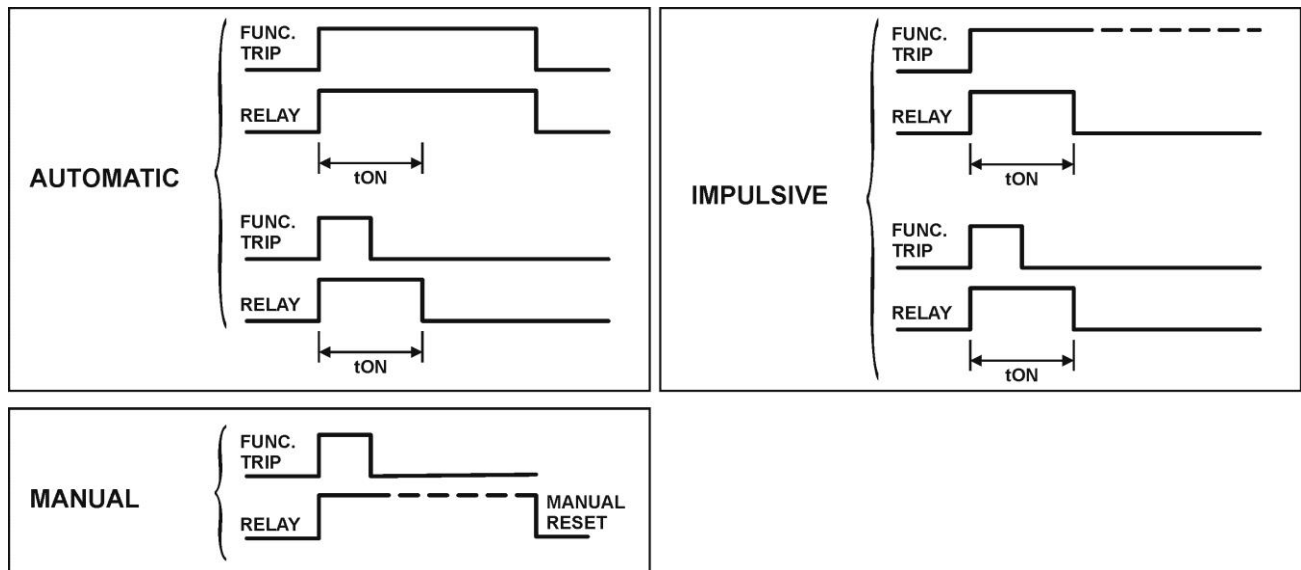 AUTOMATIC
FUNC.
TRIP
RELAY
tON
FUNC.
TRIP
RELAY
tON
IMPULSIVE
FUNC.
TRIP
RELAY
tON
FUNC.
TRIP
RELAY
tON
MANUAL
FUNC.
TRIP
RELAY
MANUAL
RESET